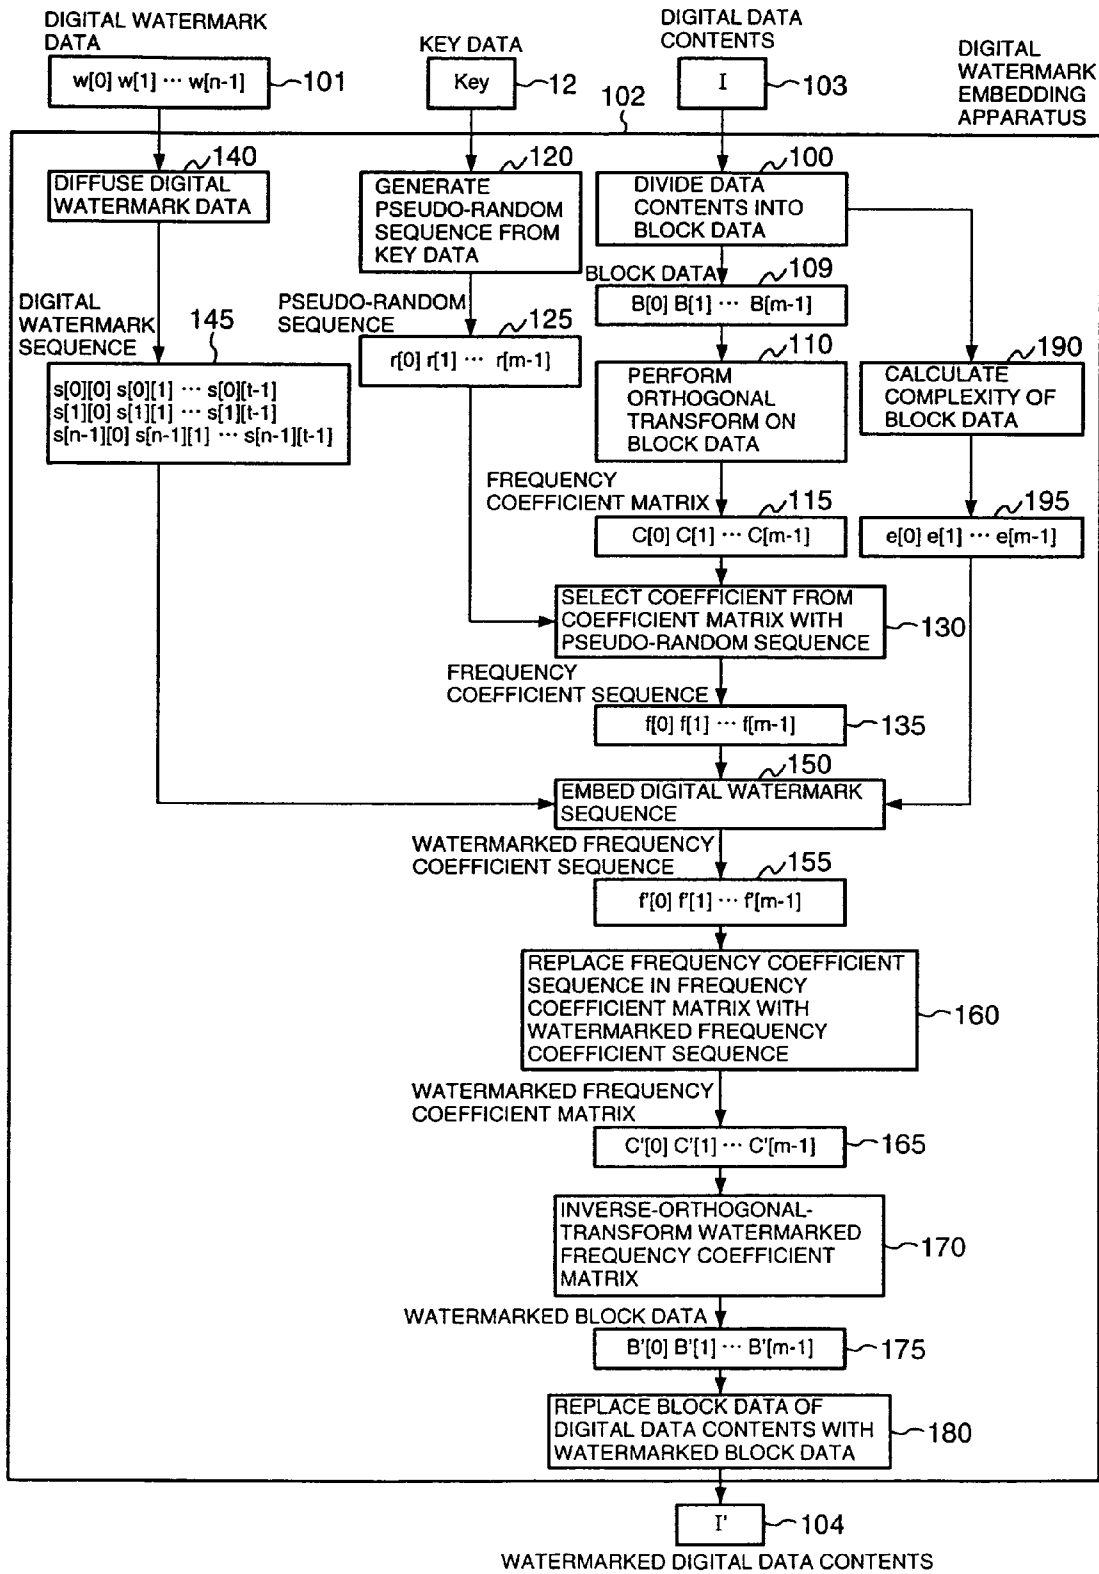 DIGITAL WATERMARK
DATA
w[0] w[1] ··· w[n-1]
101
KEY DATA
Key
12
DIGITAL DATA
CONTENTS
I
103
DIGITAL
WATERMARK
EMBEDDING
APPARATUS
102
140
DIFFUSE DIGITAL
WATERMARK DATA
120
GENERATE
PSEUDO-RANDOM
SEQUENCE FROM
KEY DATA
100
DIVIDE DATA
CONTENTS INTO
BLOCK DATA
BLOCK DATA
109
B[0] B[1] ··· B[m-1]
DIGITAL
WATERMARK
SEQUENCE
145
s[0][0] s[0][1] ··· s[0][t-1]
s[1][0] s[1][1] ··· s[1][t-1]
s[n-1][0] s[n-1][1] ··· s[n-1][t-1]
PSEUDO-RANDOM
SEQUENCE
125
r[0] r[1] ··· r[m-1]
110
PERFORM
ORTHOGONAL
TRANSFORM ON
BLOCK DATA
190
CALCULATE
COMPLEXITY OF
BLOCK DATA
FREQUENCY
COEFFICIENT MATRIX
115
C[0] C[1] ··· C[m-1]
195
e[0] e[1] ··· e[m-1]
SELECT COEFFICIENT FROM
COEFFICIENT MATRIX WITH
PSEUDO-RANDOM SEQUENCE
130
FREQUENCY
COEFFICIENT SEQUENCE
f[0] f[1] ··· f[m-1]
135
150
EMBED DIGITAL WATERMARK
SEQUENCE
WATERMARKED FREQUENCY
COEFFICIENT SEQUENCE
155
f'[0] f'[1] ··· f'[m-1]
REPLACE FREQUENCY COEFFICIENT
SEQUENCE IN FREQUENCY
COEFFICIENT MATRIX WITH
WATERMARKED FREQUENCY
COEFFICIENT SEQUENCE
160
WATERMARKED FREQUENCY
COEFFICIENT MATRIX
C'[0] C'[1] ··· C'[m-1]
165
INVERSE-ORTHOGONAL-
TRANSFORM WATERMARKED
FREQUENCY COEFFICIENT
MATRIX
170
WATERMARKED BLOCK DATA
B'[0] B'[1] ··· B'[m-1]
175
REPLACE BLOCK DATA OF
DIGITAL DATA CONTENTS WITH
WATERMARKED BLOCK DATA
180
I'
104
WATERMARKED DIGITAL DATA CONTENTS